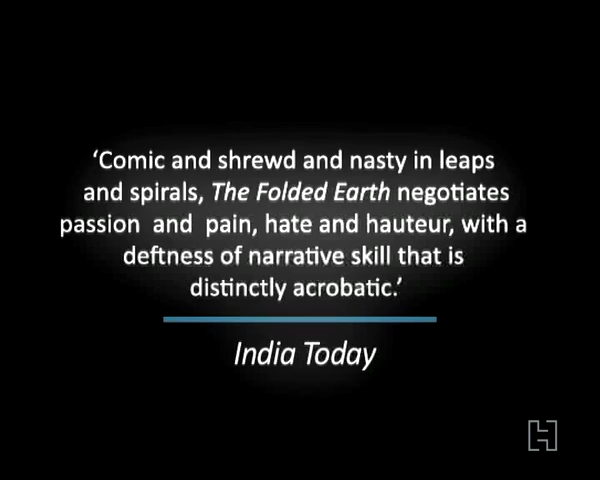 ‘Comic and shrewd and nasty in leaps
and spirals, The Folded Earth negotiates
passion  and  pain, hate and hauteur, with a
deftness of narrative skill that is
distinctly acrobatic.’
India Today
H